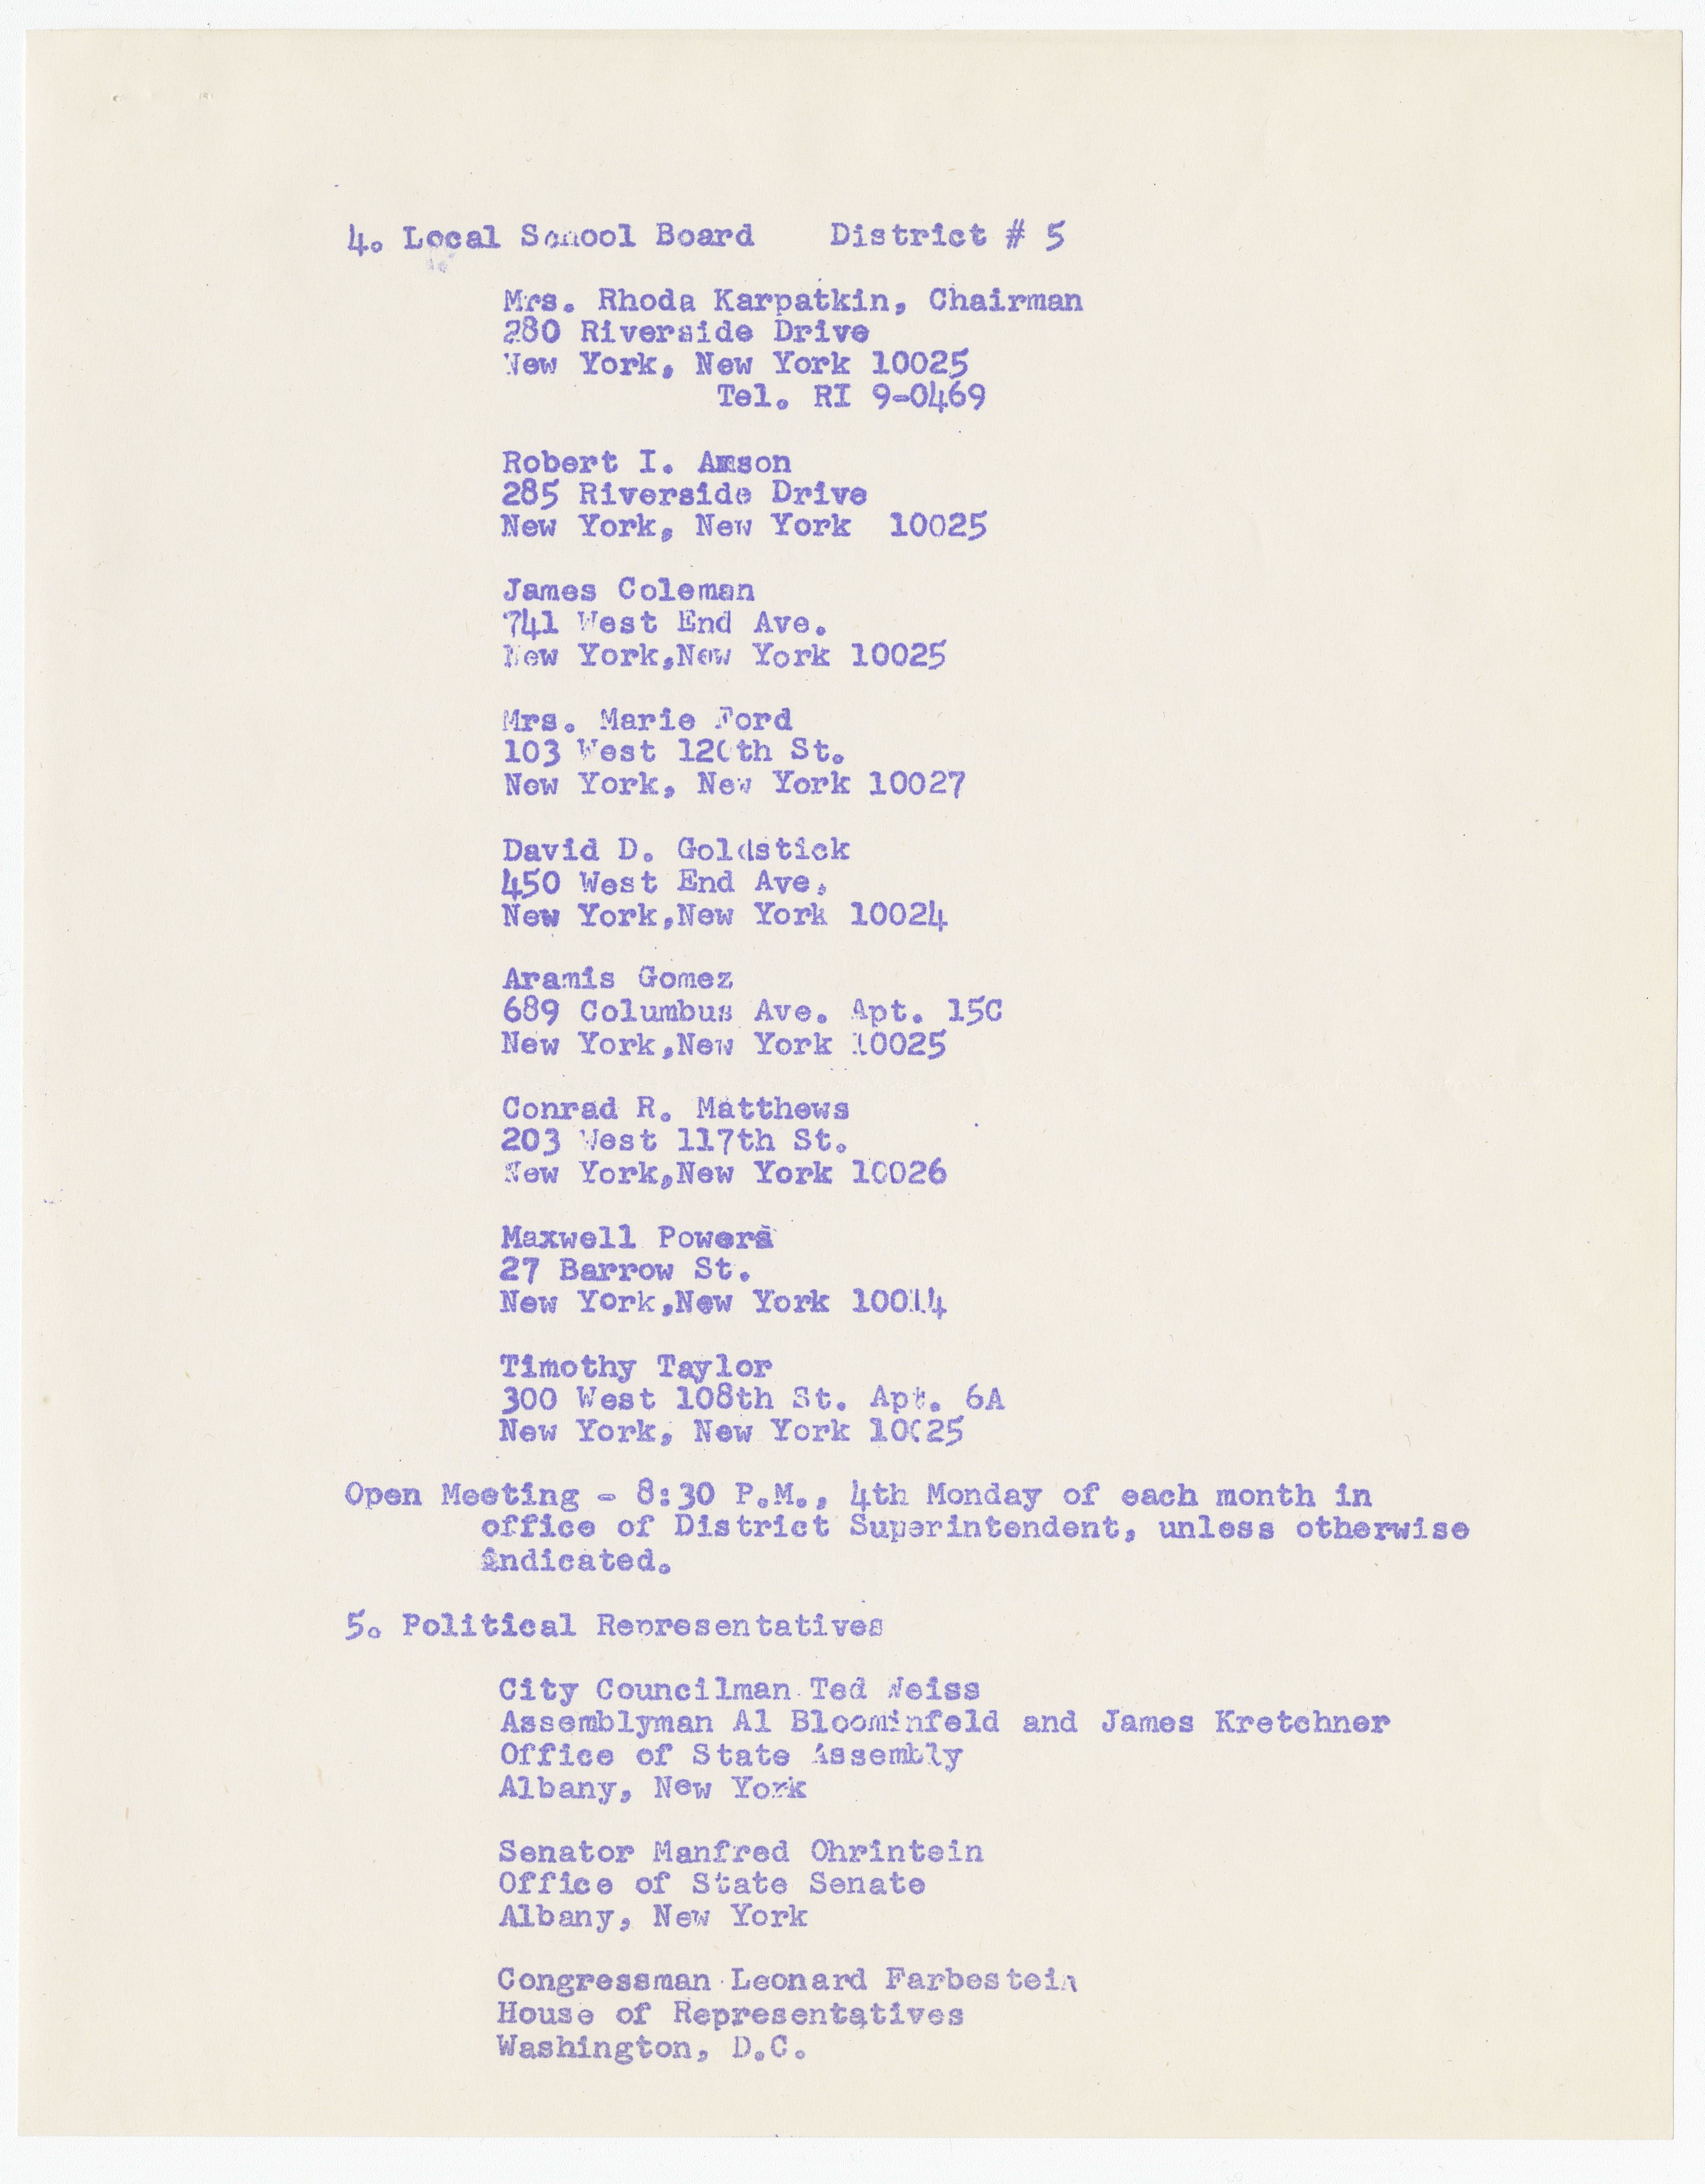 4. Local School Board    District # 5
Mrs. Rhoda Karpatkin, Chairman
280 Riverside Drive
New York, New York 10025
Tel. RI 9-0469
Robert I. Amson
285 Riverside Drive
New York, New York  10025
James Coleman
741 West End Ave.
New York,New York 10025
Mrs. Marie Ford
103 West 120th St.
New York, New York 10027
David D. Goldstick
450 West End Ave.
New York,New York 10024
Aramis Gomez
689 Columbus Ave. Apt. 15C
New York,New York 10025
Conrad R. Matthews
203 West 117th St.
New York,New York 10026
Maxwell Powers
27 Barrow St.
New York,New York 10014
Timothy Taylor
300 West 108th St. Apt. 6A
New York, New York 10025
Open Meeting - 8:30 P.M., 4th Monday of each month in
office of District Superintendent, unless otherwise
indicated.
5. Political Representatives
City Councilman Ted Weiss
Assemblyman Al Bloominfeld and James Kretchner
Office of State Assembly
Albany, New York
Senator Manfred Ohrintein
Office of State Senate
Albany, New York
Congressman Leonard Farbestein
House of Representatives
Washington, D.C.